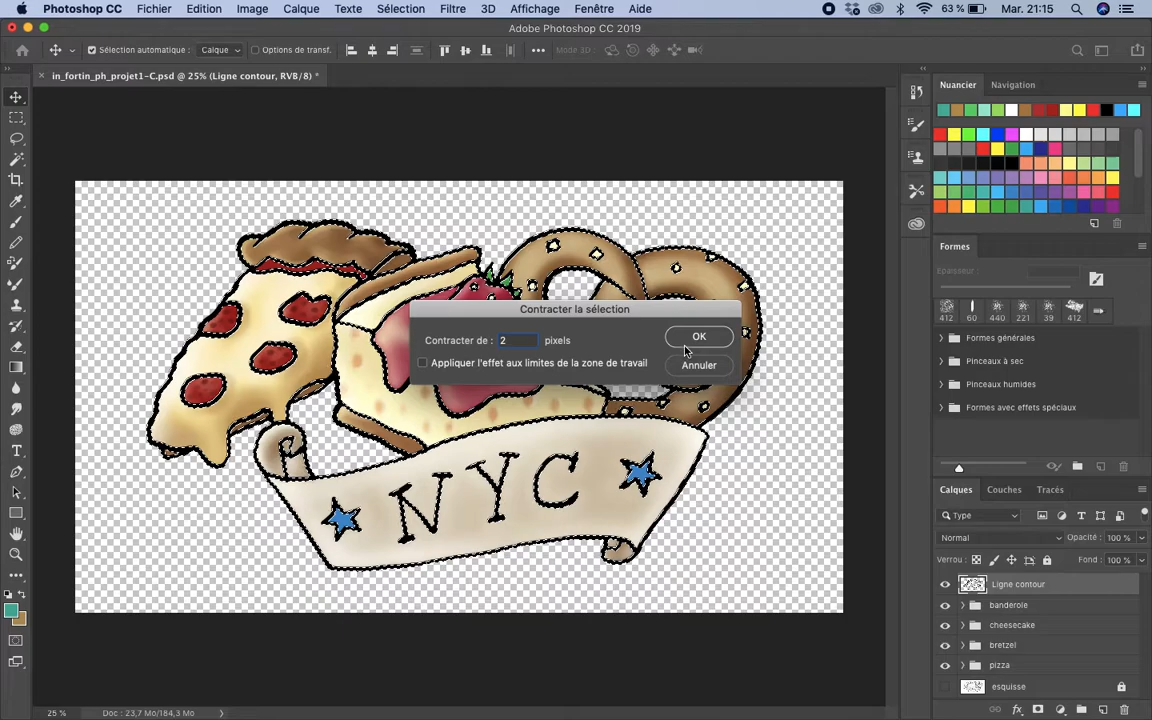 Photoshop CC Fichier Edition Image Calque Texte Sélection Filtre 3D Affichage Fenêtre Aide 63 % Mar. 21:15
Adobe Photoshop CC 2019
Sélection automatique : Calque Options de transf. Mode 3D :
in_fortin_ph_projet1-C.psd @ 25% (Ligne contour, RVB/8) *
Nuancier Navigation
Formes
Epaisseur :
412 60 440 221 39 412
Formes générales
Pinceaux à sec
Pinceaux humides
Formes avec effets spéciaux
Contracter la sélection
Contracter de : 2 pixels
OK
Appliquer l'effet aux limites de la zone de travail
Annuler
NYC
Calques Couches Tracés
Type
Normal Opacité : 100 %
Verrou : Fond : 100 %
Ligne contour
banderole
cheesecake
bretzel
pizza
esquisse
25 % Doc : 23,7 Mo/184,3 Mo